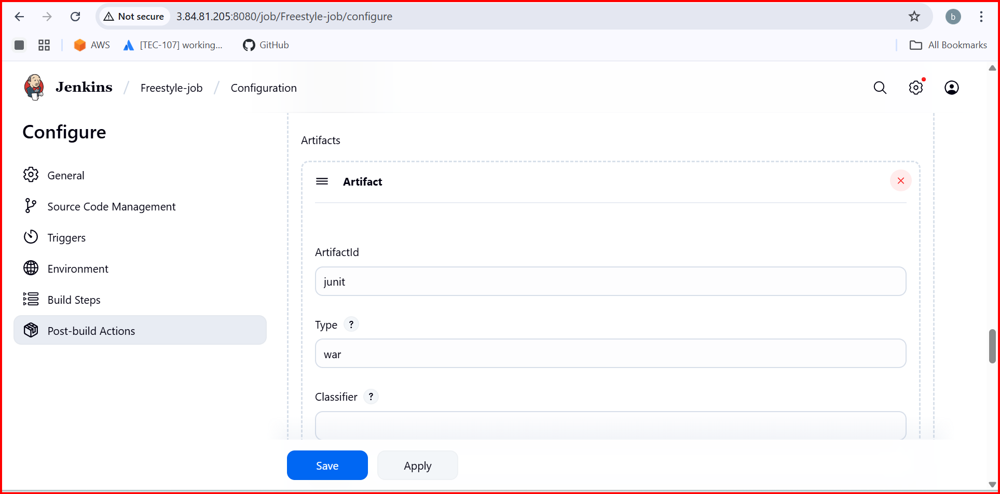 Not secure 3.84.81.205:8080/job/Freestyle-job/configure b
AWS [TEC-107] working... GitHub All Bookmarks
Jenkins / Freestyle-job / Configuration
Configure
General
Source Code Management
Triggers
Environment
Build Steps
Post-build Actions
Artifacts
Artifact
ArtifactId
junit
Type ?
war
Classifier ?
Save Apply